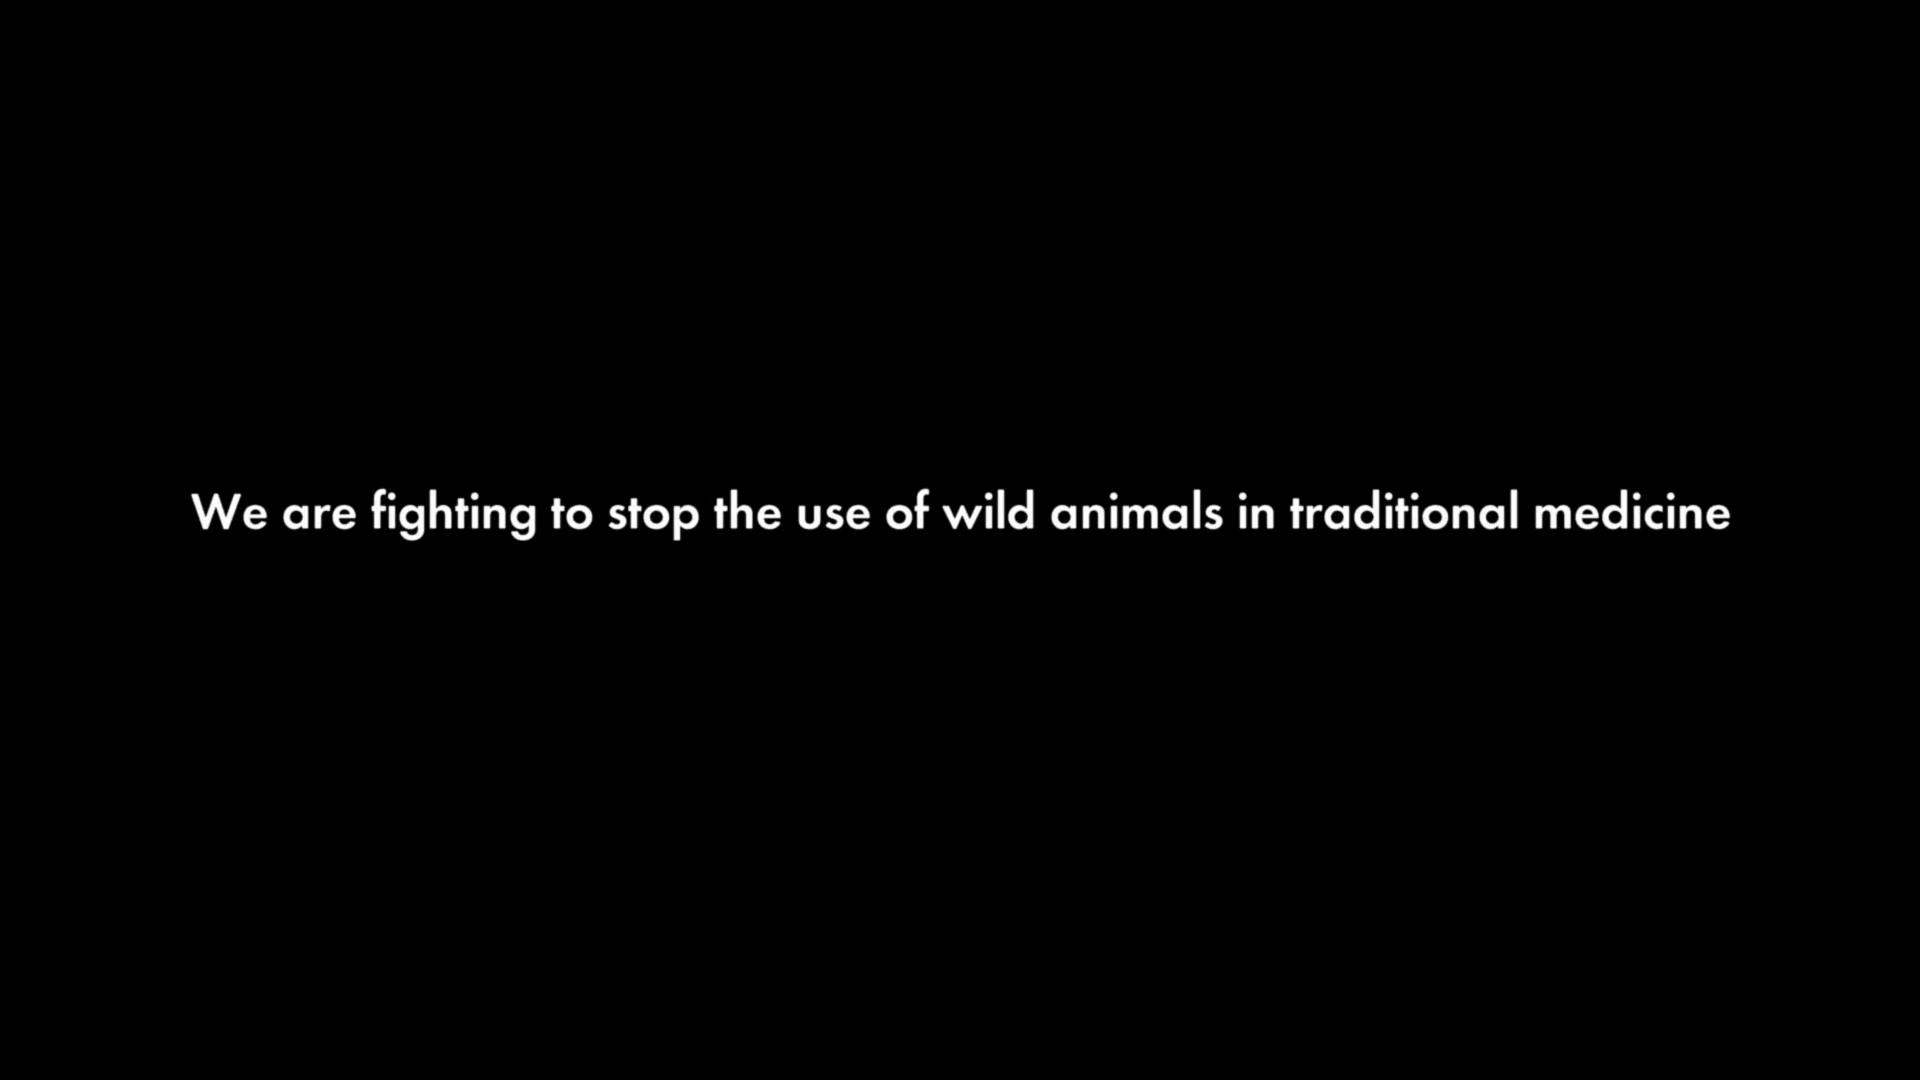 We are fighting to stop the use of wild animals in traditional medicine